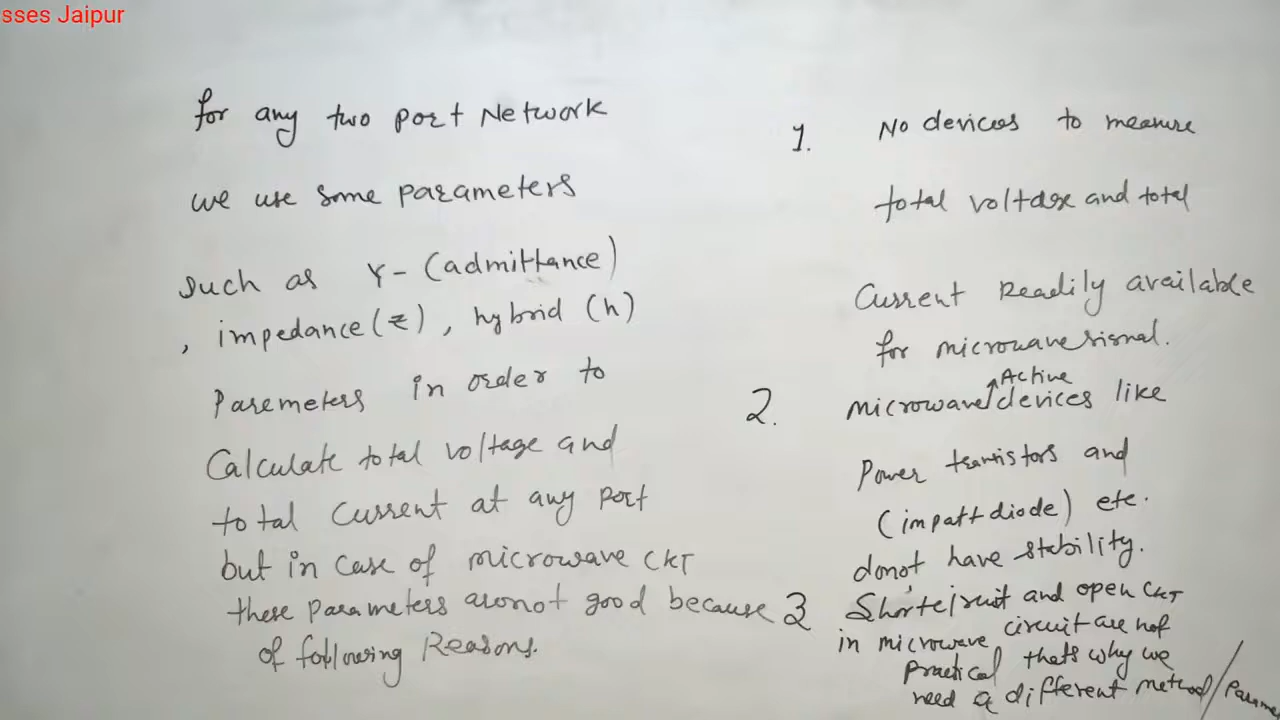 sses Jaipur
for any two port Network
we use some parameters
such as Y- (admittance)
, impedance (z), hybrid (h)
Paremeters in order to
Calculate total voltage and
total Current at any port
but in case of microwave CKT
these parameters are not good because
of following Reasons.
1. No devices to measure
total voltage and total
Current Readily available
for microwave signal.
Active
2. microwave devices like
Power transistors and
(impatt diode) etc.
donot have stability.
3 and open CKT
in microwave circuit are not
practical thats why we
need a different method/Parame